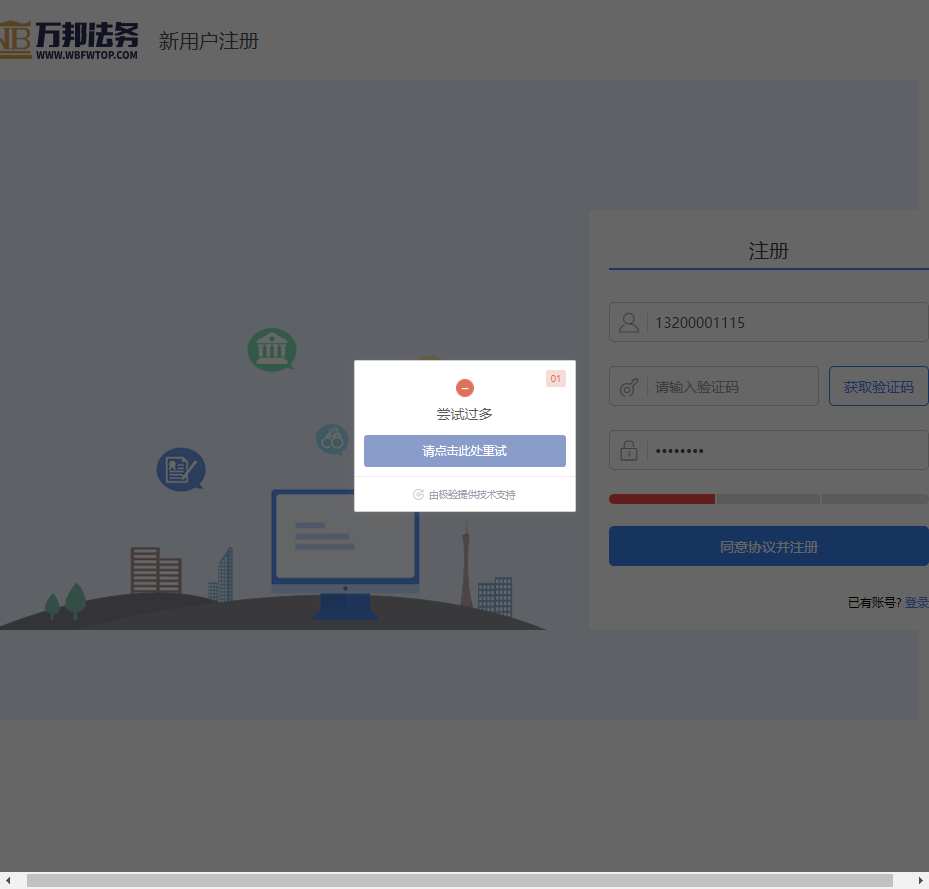 万邦法务
WWW.WBFWTOP.COM
新用户注册
注册
13200001115
请输入验证码
获取验证码
••••••••
同意协议并注册
已有账号? 登录
01
尝试过多
请点击此处重试
由极验提供技术支持